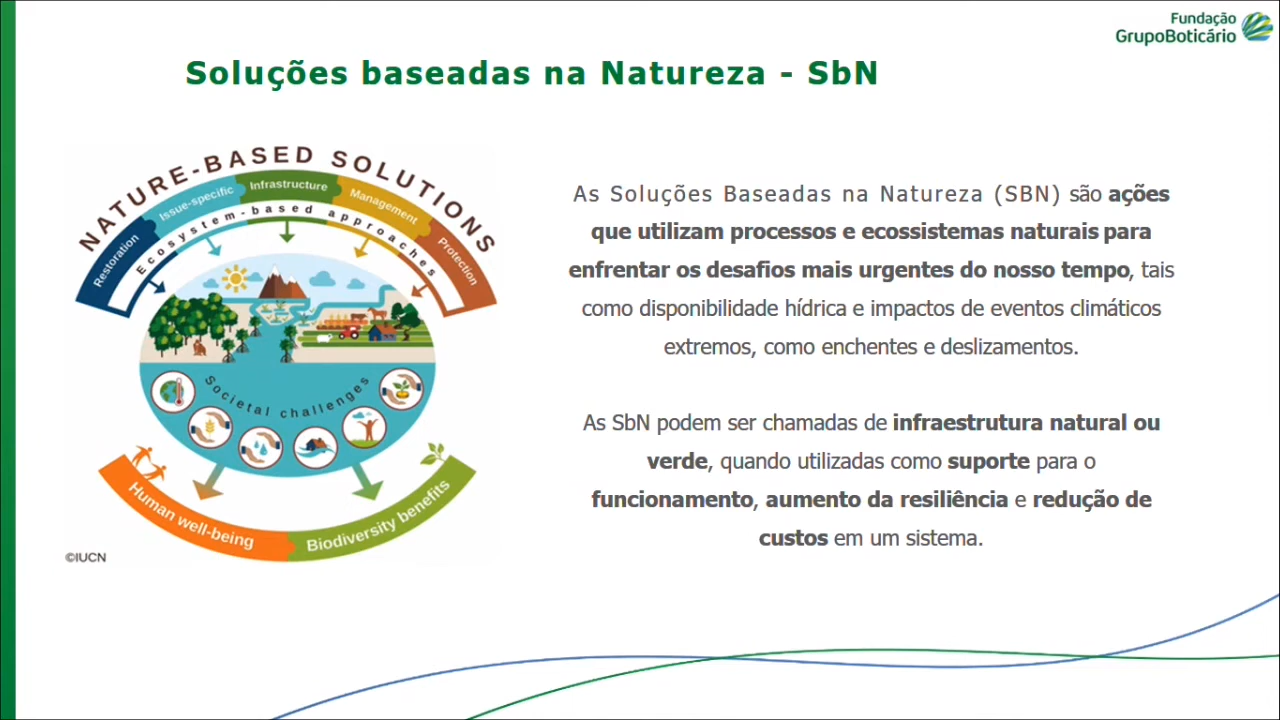 Fundação
GrupoBoticário
Soluções baseadas na Natureza - SbN
NATURE-BASED SOLUTIONS
Restoration
Issue-specific
Infrastructure
Management
Protection
Ecosystem-based approaches
Societal challenges
Human well-being
Biodiversity benefits
©IUCN
As Soluções Baseadas na Natureza (SBN) são ações
que utilizam processos e ecossistemas naturais para
enfrentar os desafios mais urgentes do nosso tempo, tais
como disponibilidade hídrica e impactos de eventos climáticos
extremos, como enchentes e deslizamentos.
As SbN podem ser chamadas de infraestrutura natural ou
verde, quando utilizadas como suporte para o
funcionamento, aumento da resiliência e redução de
custos em um sistema.